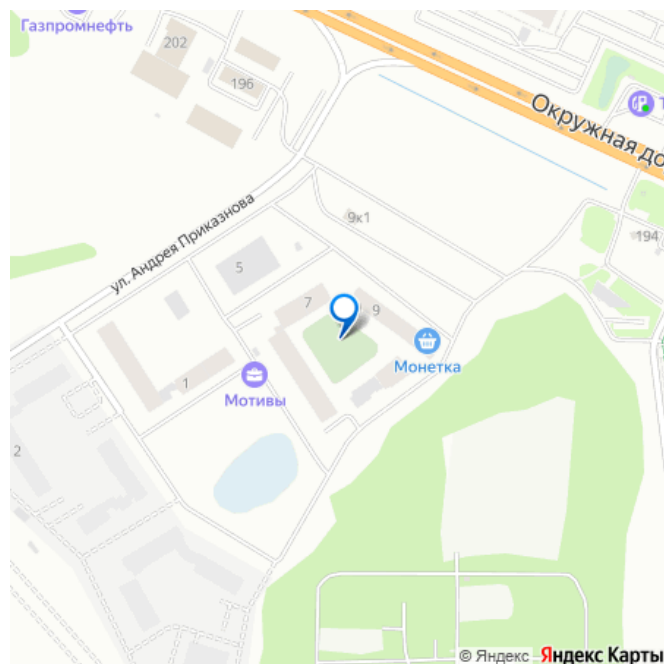 Газпромнефть
202
196
Т
Окружная до
9к1
194
ул. Андрея Приказнова
5
7
9
Монетка
1
Мотивы
2
© Яндекс Яндекс Карты